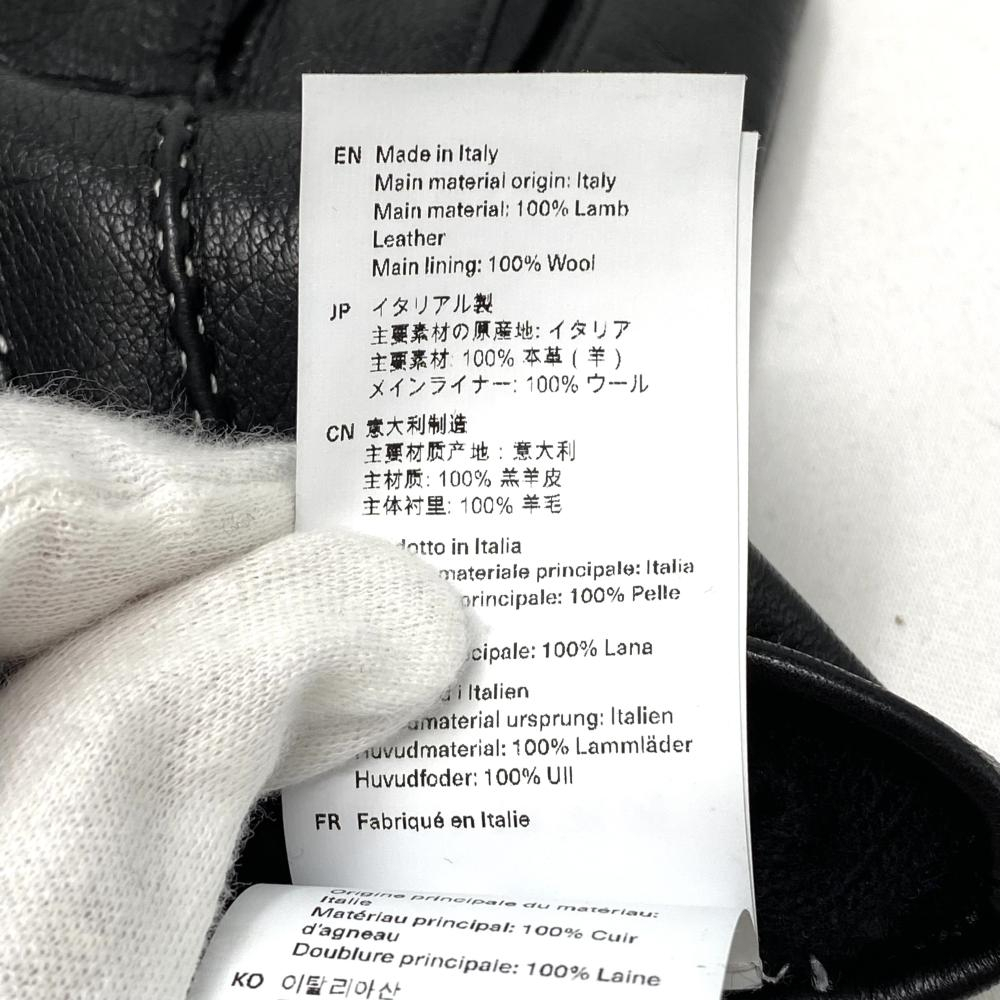 EN Made in Italy
Main material origin: Italy
Main material: 100% Lamb
Leather
Main lining: 100% Wool
JP イタリアル製
主要素材の原産地: イタリア
主要素材: 100% 本革 ( 羊 )
メインライナー: 100% ウール
CN 意大利制造
主要材质产地 : 意大利
主材质: 100% 羔羊皮
主体衬里: 100% 羊毛
in Italia
materiale principale: Italia
principale: 100% Pelle
100% Lana
i Italien
ursprung: Italien
Huvudmaterial: 100% Lammläder
Huvudfoder: 100% Ull
FR Fabriqué en Italie
Origine principale du matériau:
Italie
Matériau principal: 100% Cuir
d'agneau
Doublure principale: 100% Laine
KO 이탈리아산